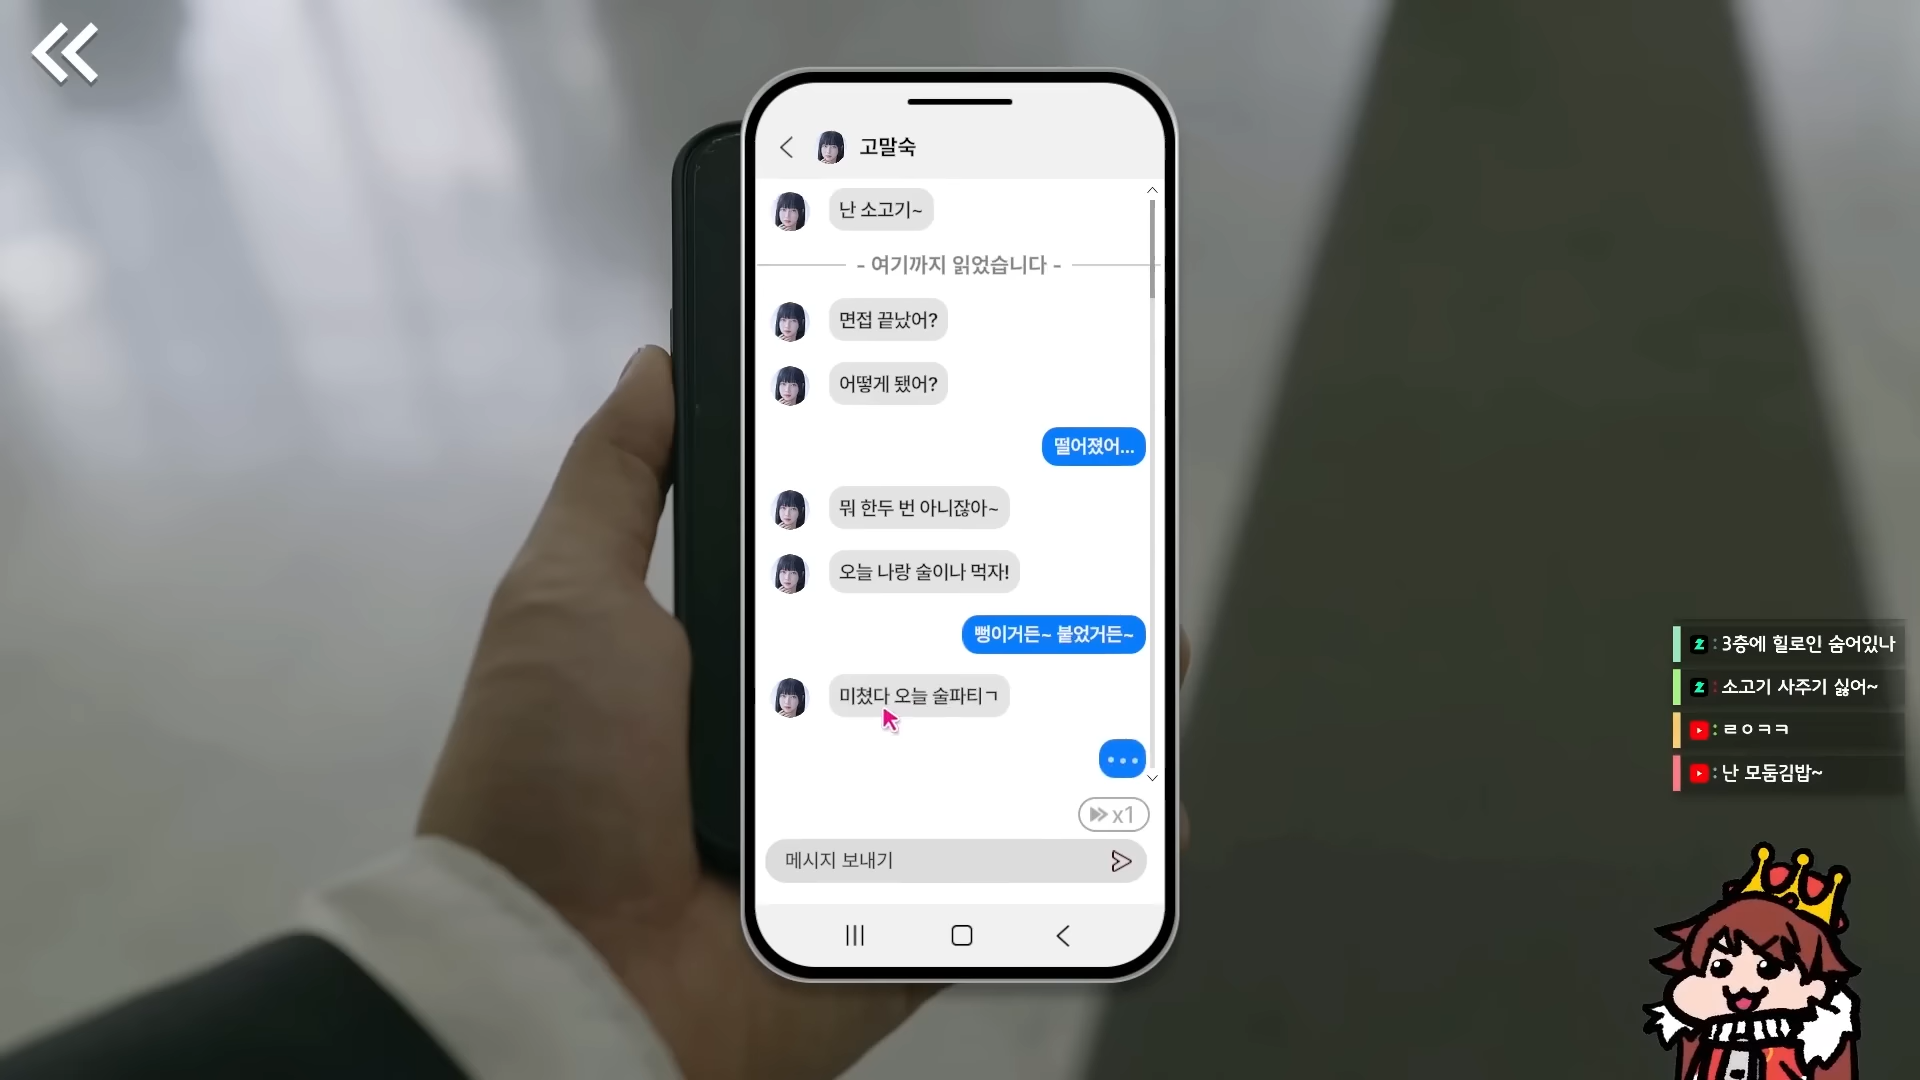 고말숙
난 소고기~
- 여기까지 읽었습니다 -
면접 끝났어?
어떻게 됐어?
떨어졌어...
뭐 한두 번 아니잖아~
오늘 나랑 술이나 먹자!
뻥이거든~ 붙었거든~
미쳤다 오늘 술파티ㄱ
x1
메시지 보내기
: 3층에 힐로인 숨어있나
: 소고기 사주기 싫어~
: ㄹㅇㅋㅋ
: 난 모둠김밥~